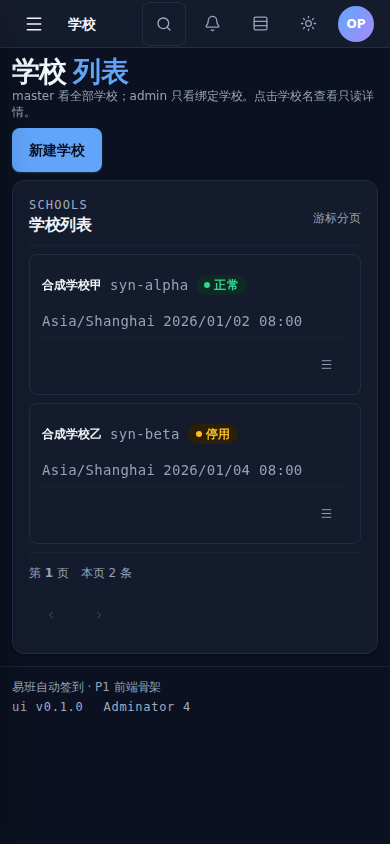 学校
OP
学校 列表
master 看全部学校；admin 只看绑定学校。点击学校名查看只读详
情。
新建学校
SCHOOLS
学校列表
游标分页
合成学校甲 syn-alpha 正常
Asia/Shanghai 2026/01/02 08:00
合成学校乙 syn-beta 停用
Asia/Shanghai 2026/01/04 08:00
第 1 页 本页 2 条
易班自动签到 · P1 前端骨架
ui v0.1.0 Adminator 4